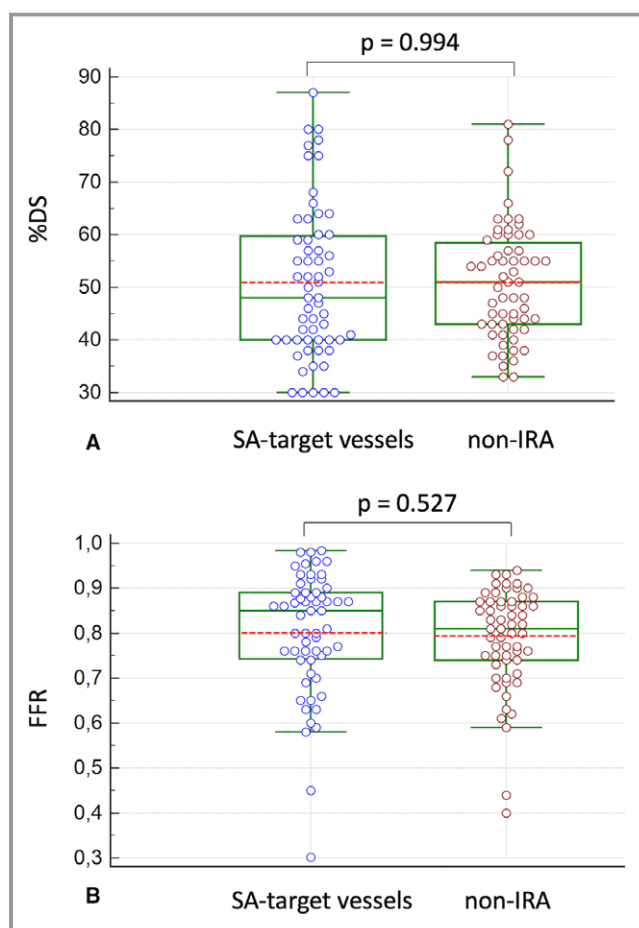 p = 0.994
90
80
70
60
50
40
30
%DS
SA-target vessels non-IRA
A
p = 0.527
1,0
0,9
0,8
0,7
0,6
0,5
0,4
0,3
FFR
SA-target vessels non-IRA
B